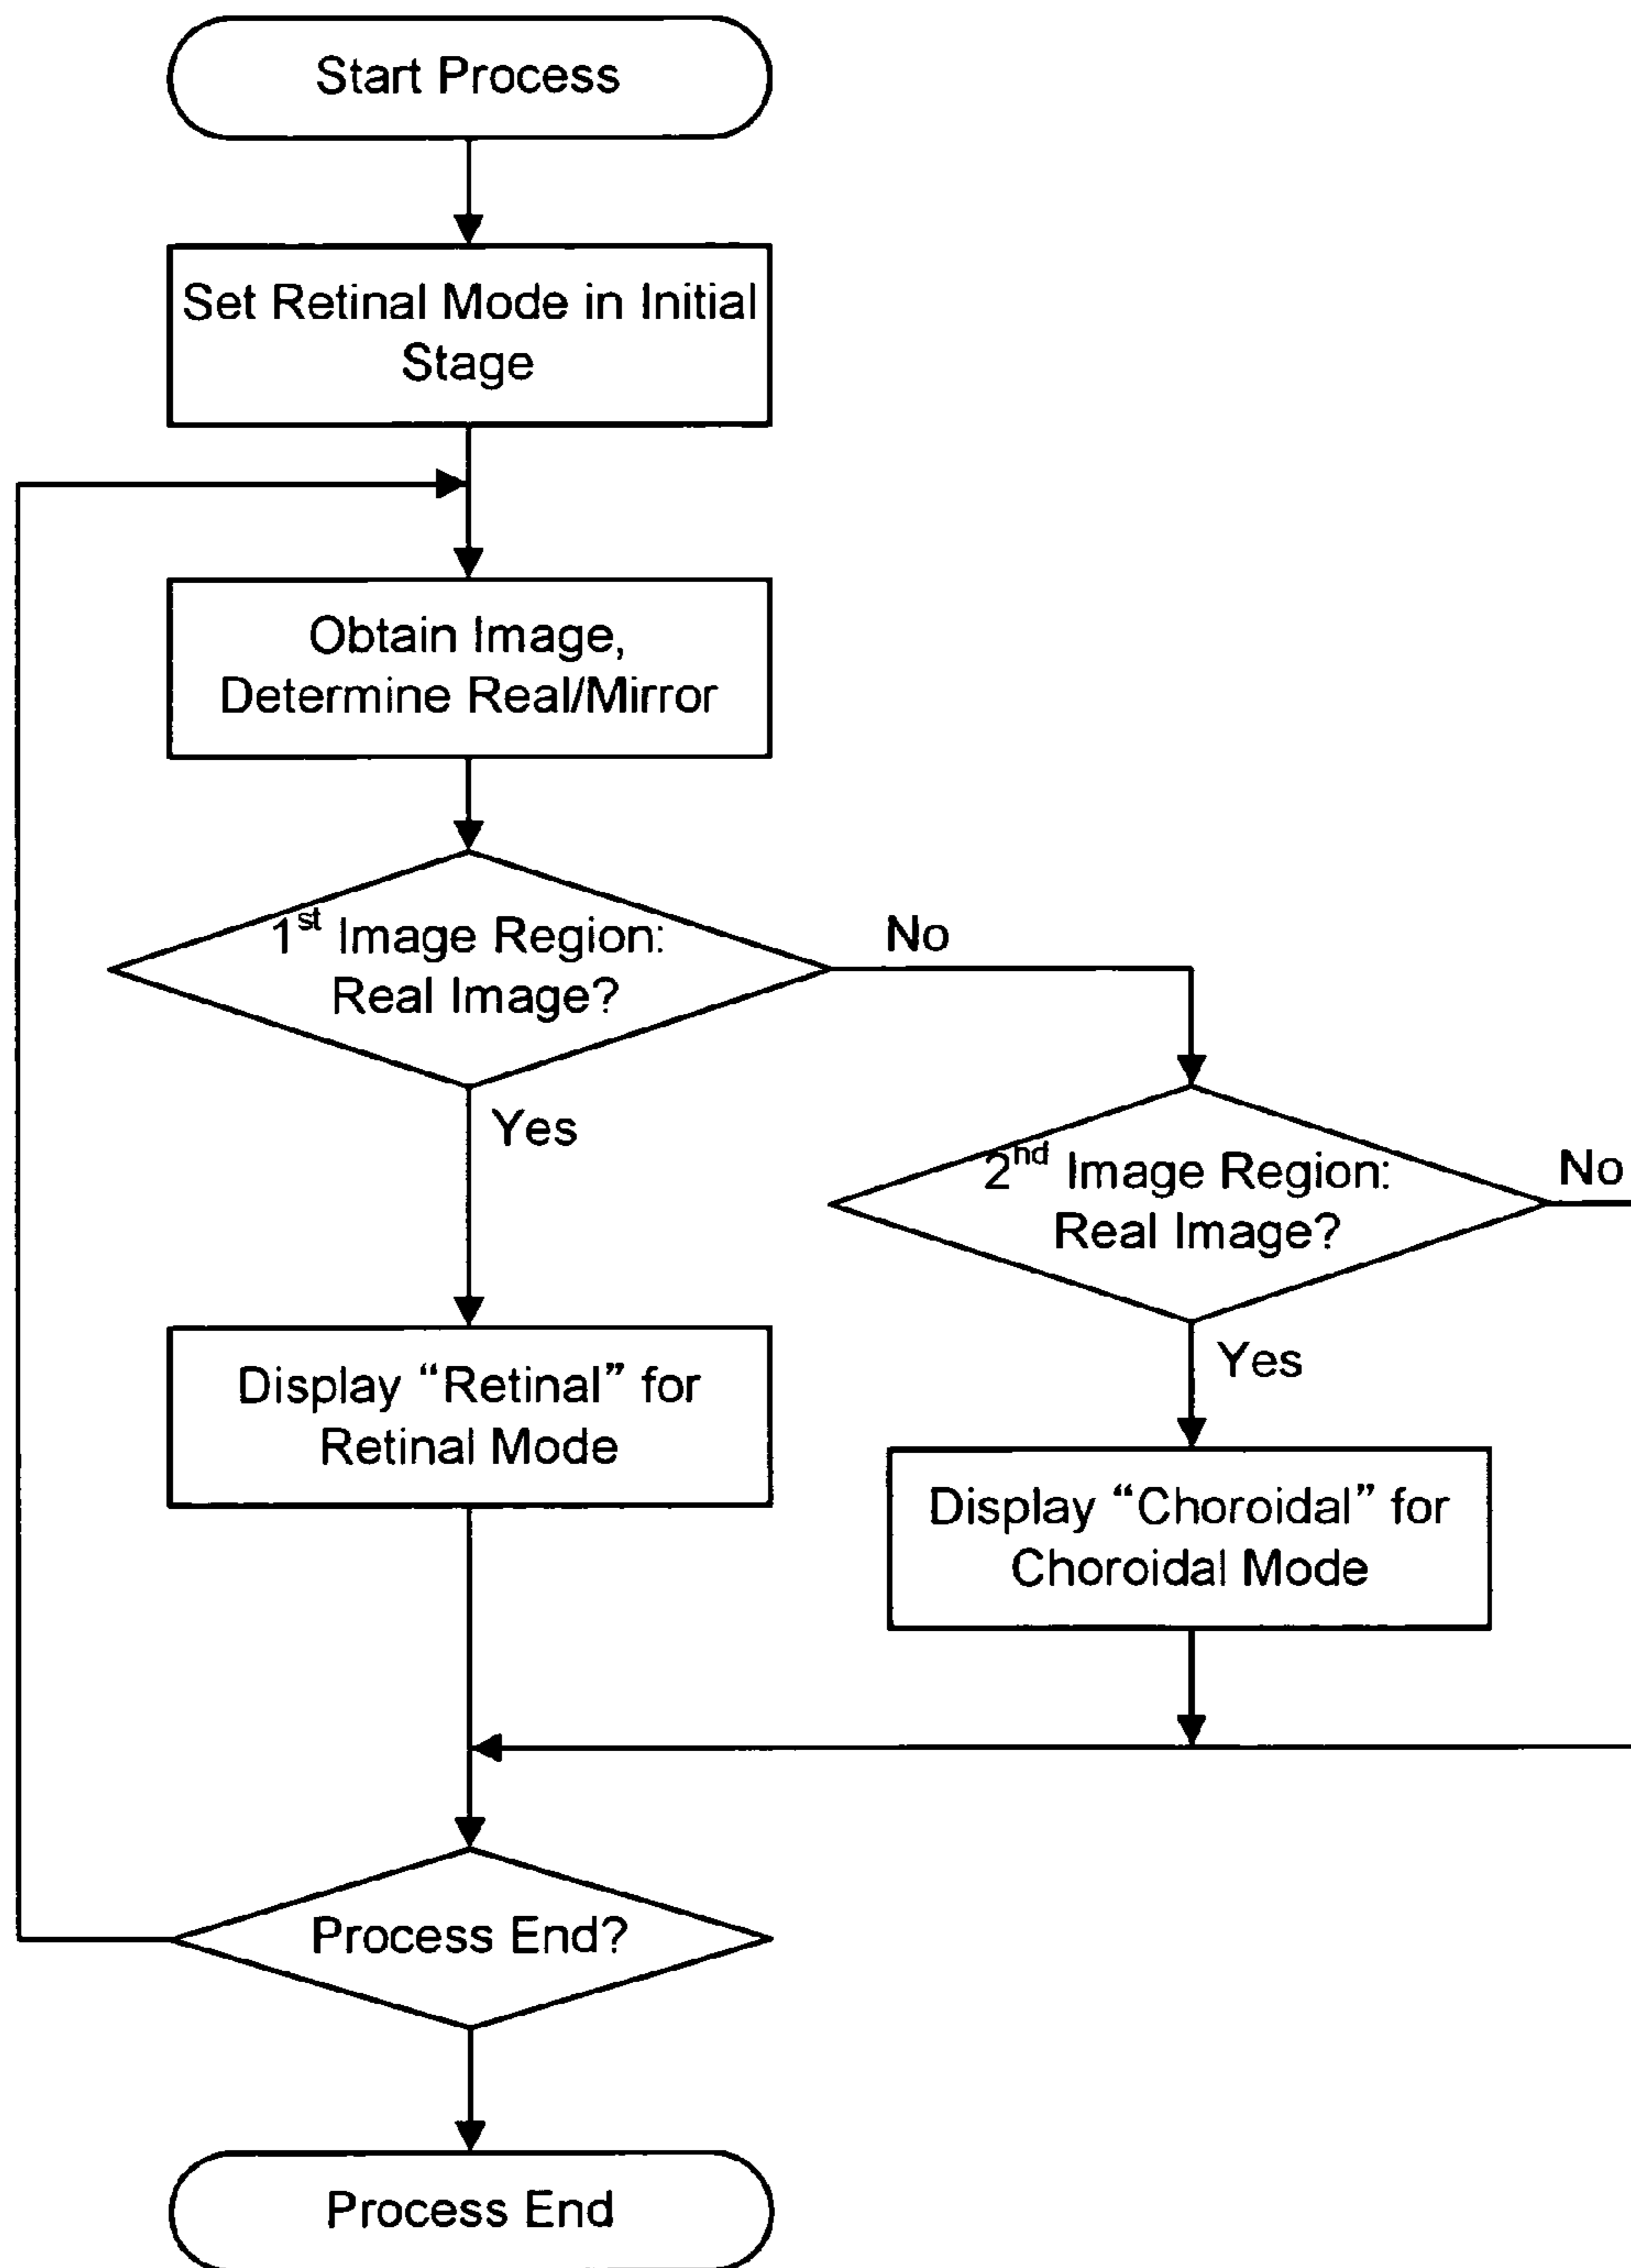 Start Process
Set Retinal Mode in Initial
Stage
Obtain Image,
Determine Real/Mirror
1st Image Region:
Real Image?
No
Yes
2nd Image Region:
Real Image?
No
Yes
Display “Retinal” for
Retinal Mode
Display “Choroidal” for
Choroidal Mode
Process End?
Process End